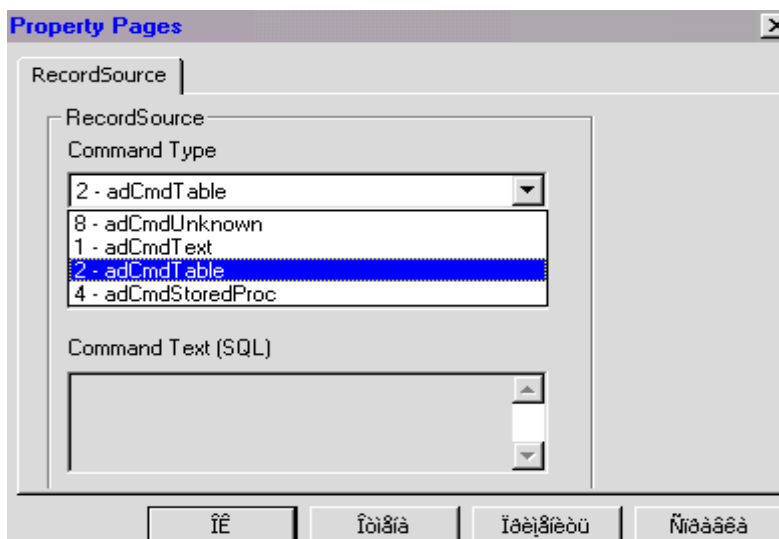 Property Pages
RecordSource
RecordSource
Command Type
2 - adCmdTable
8 - adCmdUnknown
1 - adCmdText
2 - adCmdTable
4 - adCmdStoredProc
Command Text (SQL)
ÎÊ
Îòìåíà
Ïðèìåíèòü
Ñïðàâêà